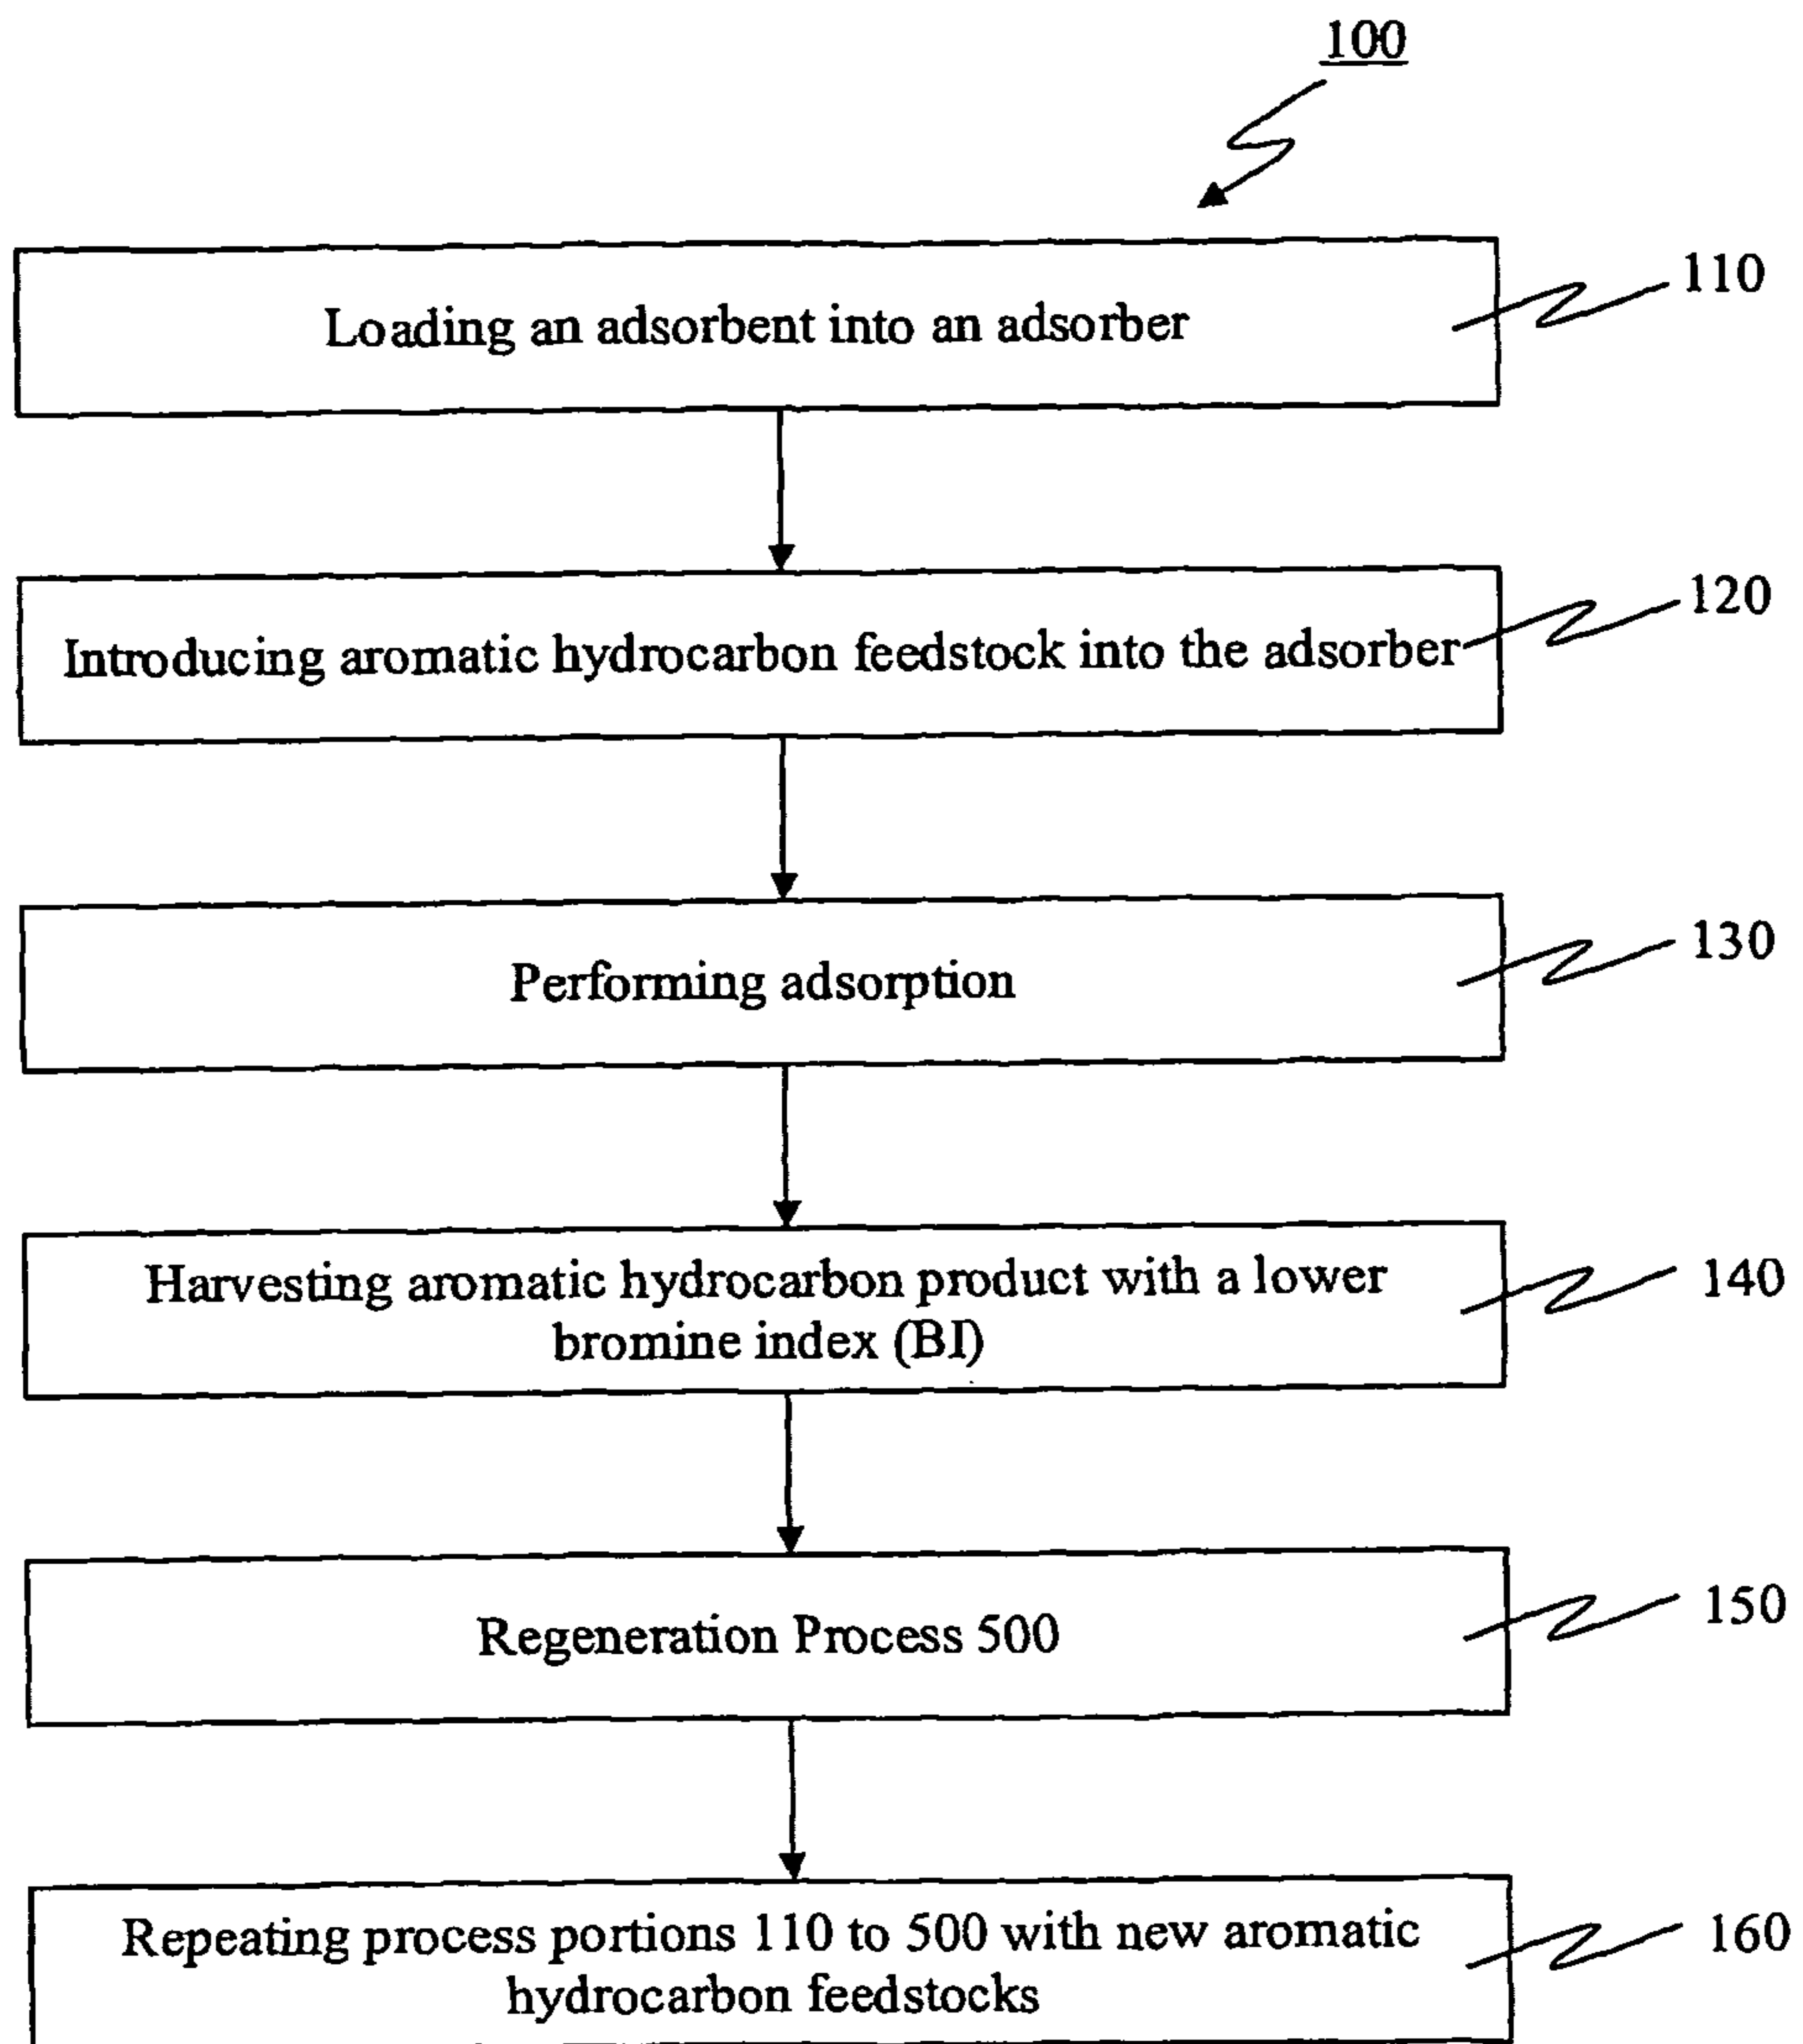 100
Loading an adsorbent into an adsorber
110
Introducing aromatic hydrocarbon feedstock into the adsorber
120
Performing adsorption
130
Harvesting aromatic hydrocarbon product with a lower
bromine index (BI)
140
Regeneration Process 500
150
Repeating process portions 110 to 500 with new aromatic
hydrocarbon feedstocks
160